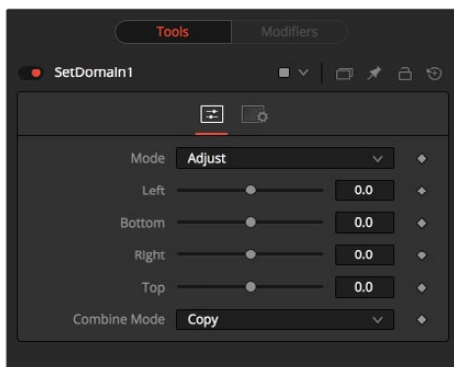 Tools Modifiers
SetDomain1
Mode Adjust
Left 0.0
Bottom 0.0
Right 0.0
Top 0.0
Combine Mode Copy